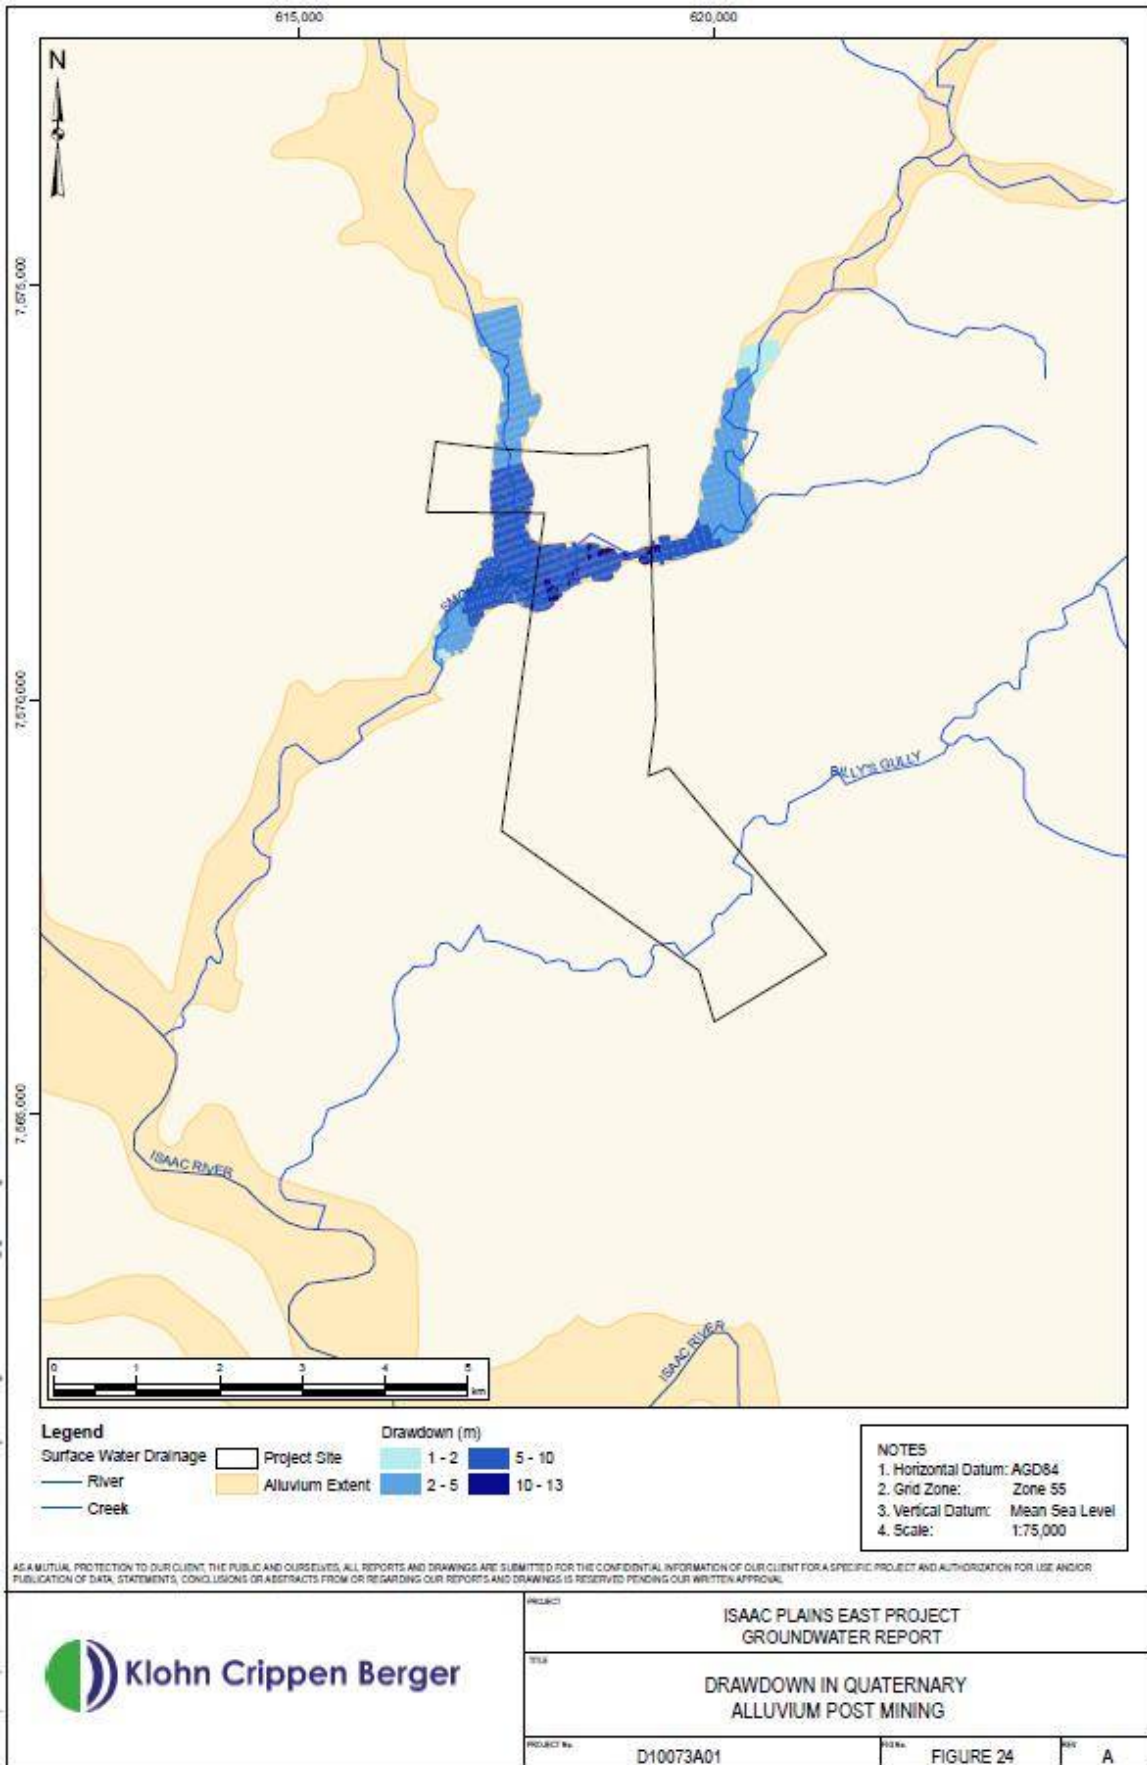 615,000
620,000
N
7,575,000
7,570,000
7,565,000
BILLY'S GULLY
ISAAC RIVER
ISAAC RIVER
0 1 2 3 4 5
km
Legend
Surface Water Drainage
River
Creek
Project Site
Alluvium Extent
Drawdown (m)
1 - 2
2 - 5
5 - 10
10 - 13
NOTES
1. Horizontal Datum: AGD84
2. Grid Zone: Zone 55
3. Vertical Datum: Mean Sea Level
4. Scale: 1:75,000
AS A MUTUAL PROTECTION TO OUR CLIENT, THE PUBLIC AND OURSELVES, ALL REPORTS AND DRAWINGS ARE SUBMITTED FOR THE CONFIDENTIAL INFORMATION OF OUR CLIENT FOR A SPECIFIC PROJECT AND AUTHORIZATION FOR USE AND/OR
PUBLICATION OF DATA, STATEMENTS, CONCLUSIONS OR ABSTRACTS FROM OR REGARDING OUR REPORTS AND DRAWINGS IS RESERVED PENDING OUR WRITTEN APPROVAL
Klohn Crippen Berger
PROJECT
ISAAC PLAINS EAST PROJECT
GROUNDWATER REPORT
TITLE
DRAWDOWN IN QUATERNARY
ALLUVIUM POST MINING
PROJECT No.
D10073A01
FIG No.
FIGURE 24
REV
A